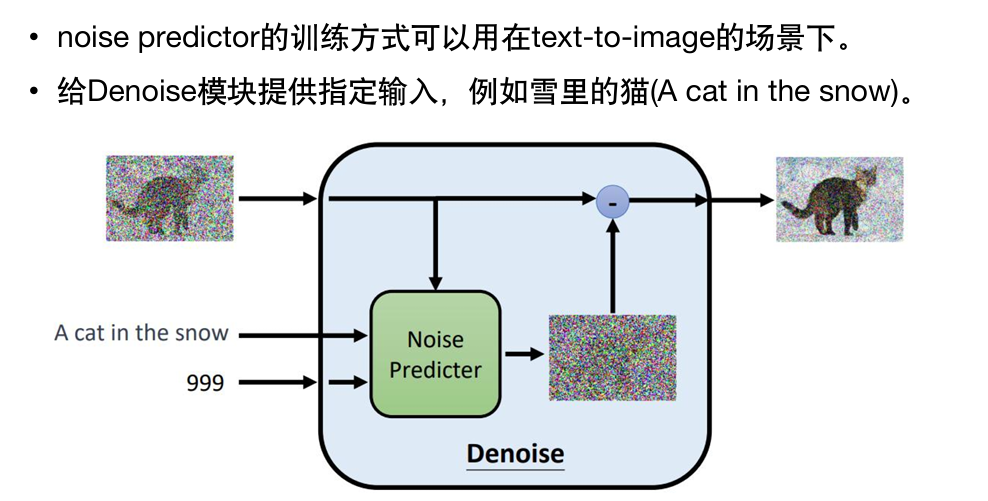 • noise predictor的训练方式可以用在text-to-image的场景下。
• 给Denoise模块提供指定输入，例如雪里的猫(A cat in the snow)。
-
A cat in the snow
999
Noise
Predicter
Denoise